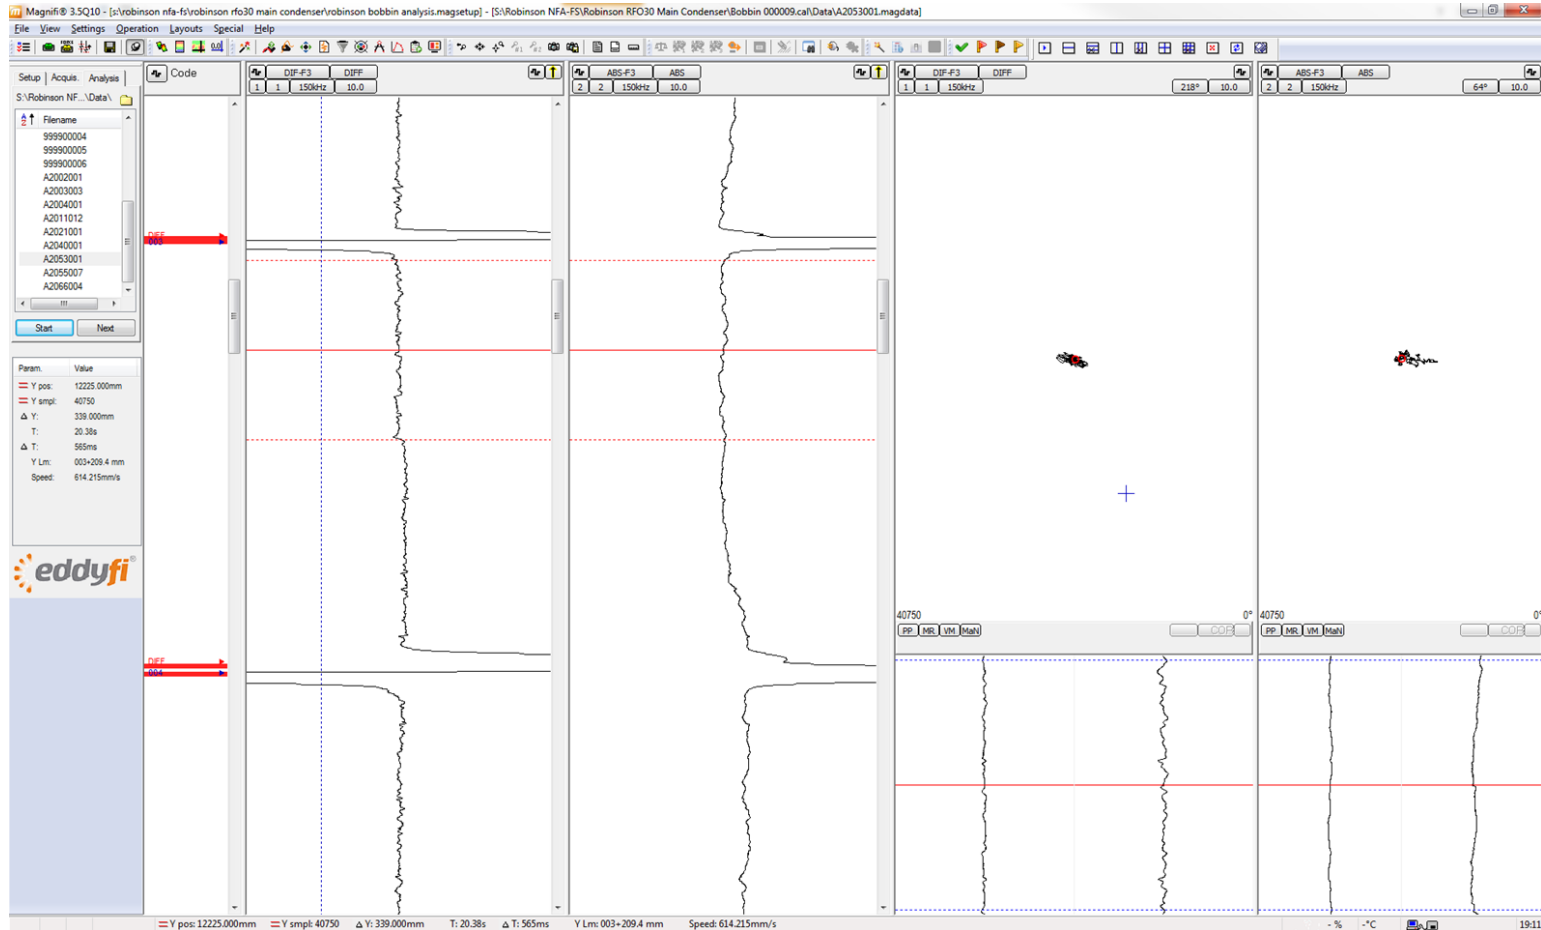 Magnifi® 3.5Q10 - [s:\robinson nfa-fs\robinson rfo30 main condenser\robinson bobbin analysis.magsetup] - [S:\Robinson NFA-FS\Robinson RFO30 Main Condenser\Bobbin 000009.cal\Data\A2053001.magdata]
File View Settings Operation Layouts Special Help
Setup Acquis. Analysis
S:\Robinson NF...\Data\
Filename
999900004
999900005
999900006
A2002001
A2003003
A2004001
A2011012
A2021001
A2040001
A2053001
A2055007
A2066004
Start Next
Param. Value
Y pos: 12225.000mm
Y smpl: 40750
Δ Y: 339.000mm
T: 20.38s
Δ T: 565ms
Y Lm: 003+209.4 mm
Speed: 614.215mm/s
eddyfi®
Code
DIFF
003
DIFF
004
DIF-F3 DIFF
1 1 150kHz 10.0
ABS-F3 ABS
2 2 150kHz 10.0
DIF-F3 DIFF
1 1 150kHz 218° 10.0
40750 0°
PP MR VM MaN COR
ABS-F3 ABS
2 2 150kHz 64° 10.0
40750 0°
PP MR VM MaN COR
Y pos: 12225.000mm Y smpl: 40750 Δ Y: 339.000mm T: 20.38s Δ T: 565ms Y Lm: 003+209.4 mm Speed: 614.215mm/s - % -°C 19:11